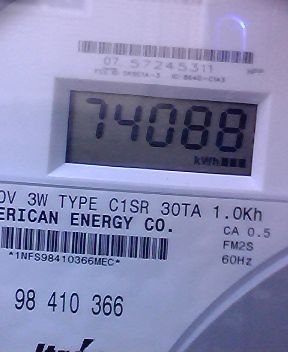 07 57245311
74088
kWh
0V 3W TYPE C1SR 30TA 1.0Kh
ERICAN ENERGY CO.
CA 0.5
FM2S
*1NFS98410366MEC*
60Hz
98 410 366